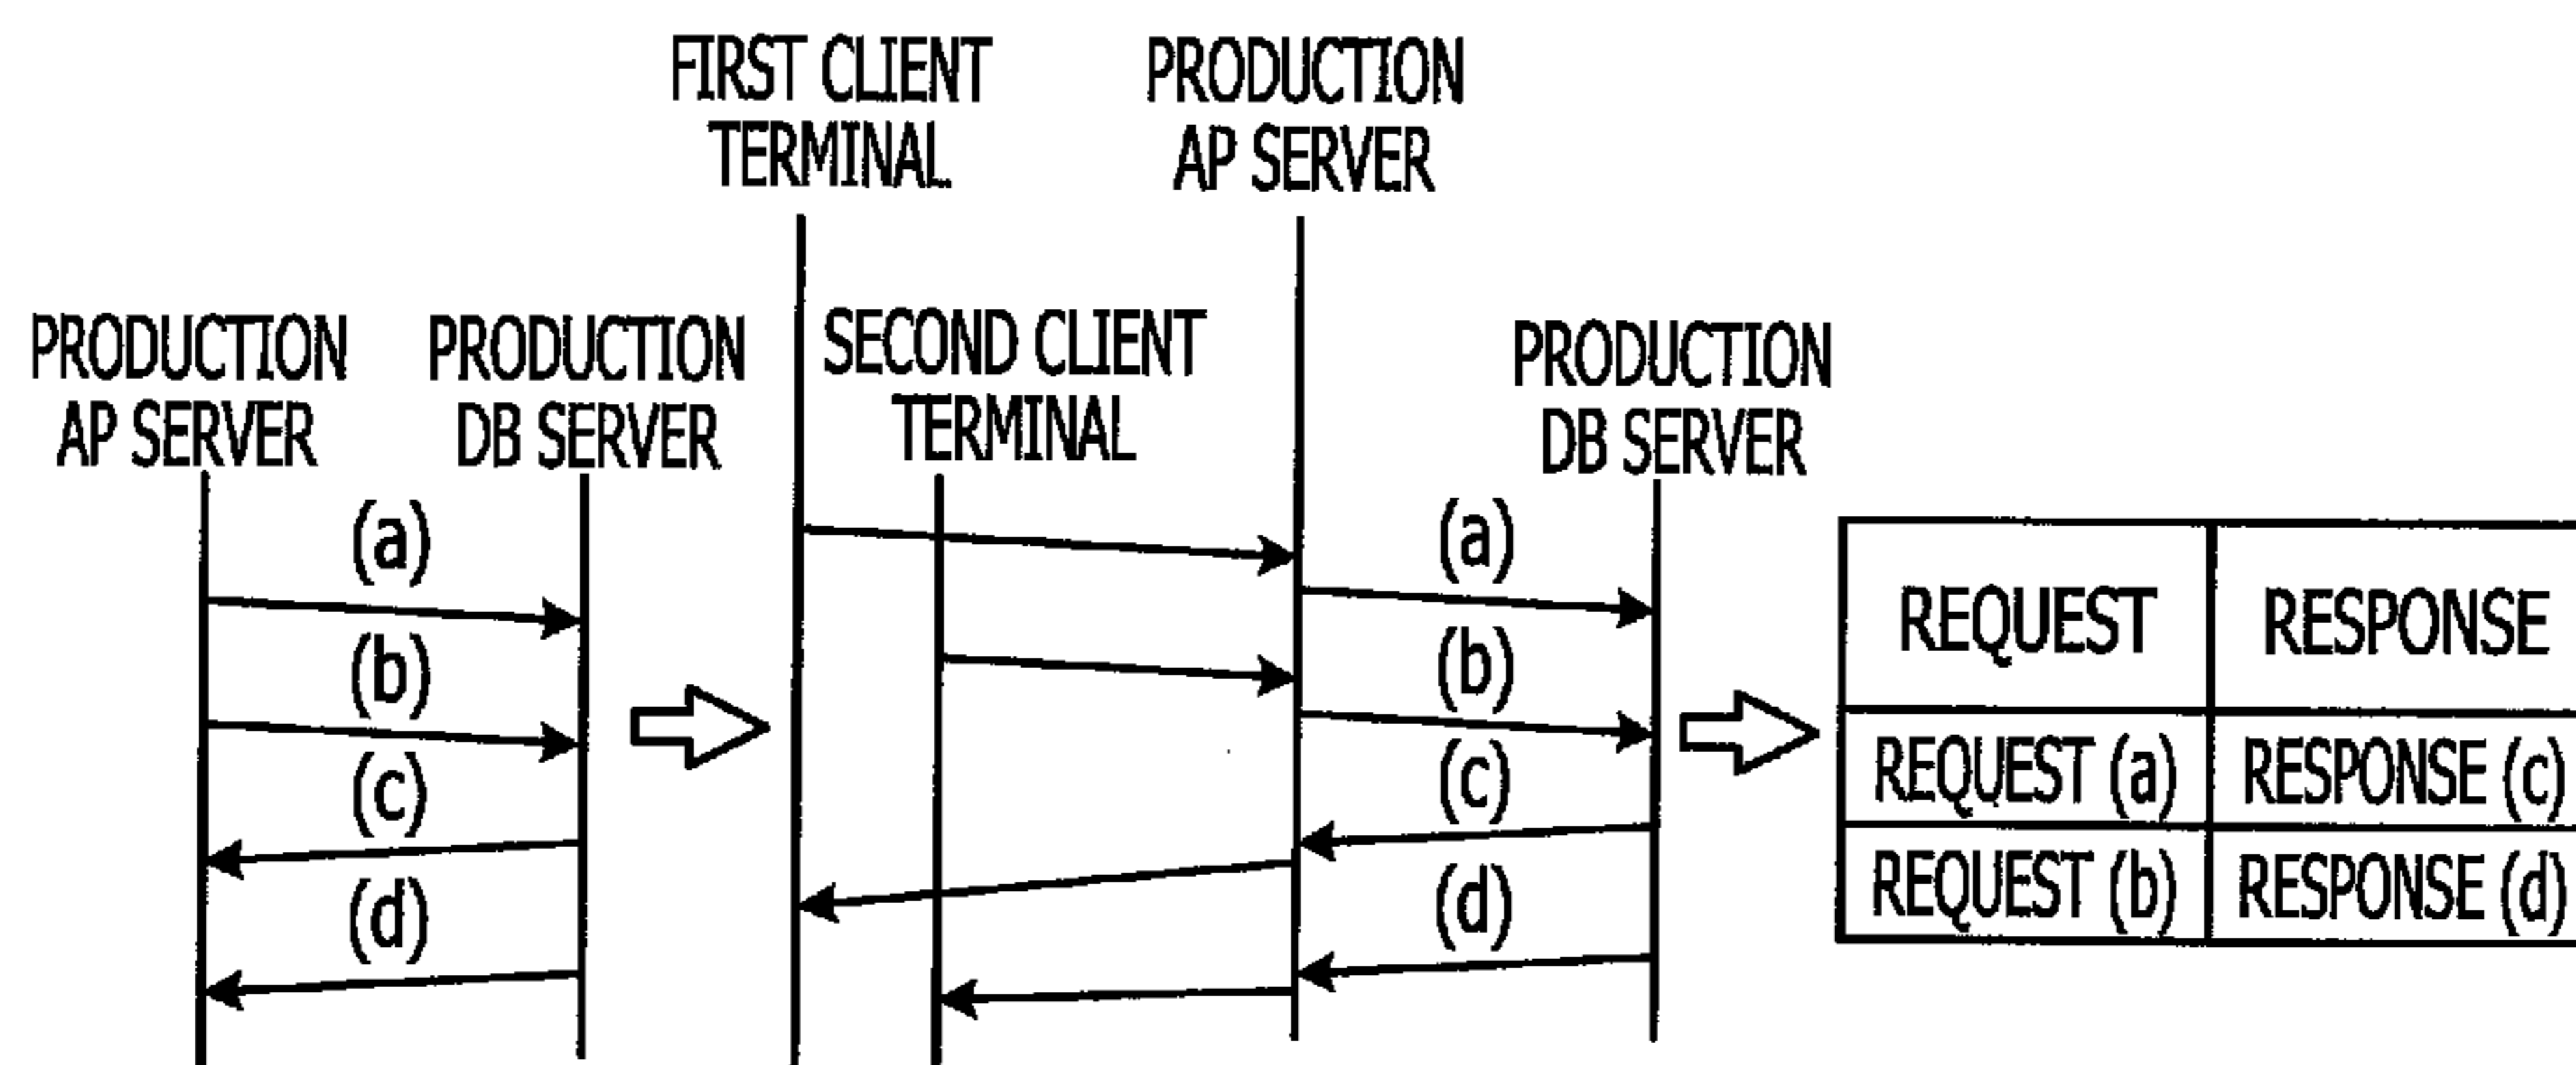 FIRST CLIENT
TERMINAL
PRODUCTION
AP SERVER
PRODUCTION
AP SERVER
PRODUCTION
DB SERVER
SECOND CLIENT
TERMINAL
PRODUCTION
DB SERVER
(a)
(b)
(c)
(d)
(a)
(b)
(c)
(d)
REQUEST RESPONSE
REQUEST (a) RESPONSE (c)
REQUEST (b) RESPONSE (d)